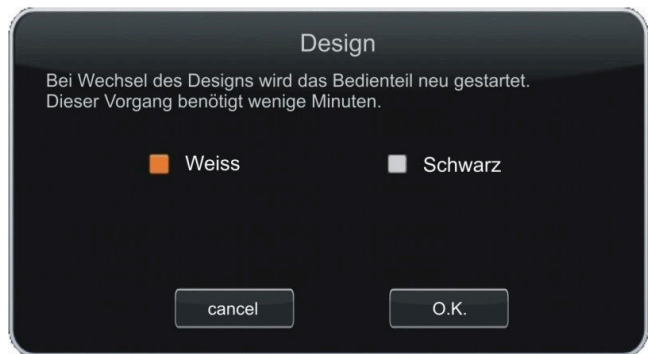 Design
Bei Wechsel des Designs wird das Bedienteil neu gestartet.
Dieser Vorgang benötigt wenige Minuten.
Weiss Schwarz
cancel O.K.